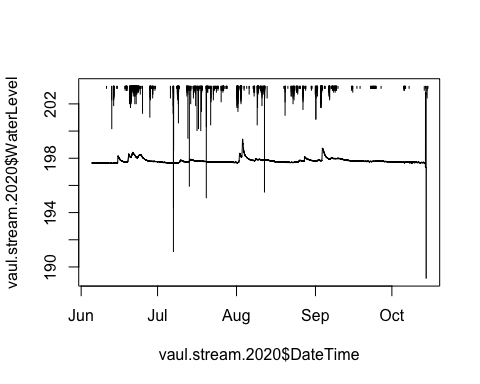 vaul.stream.2020$WaterLevel
202
198
194
190
Jun Jul Aug Sep Oct
vaul.stream.2020$DateTime